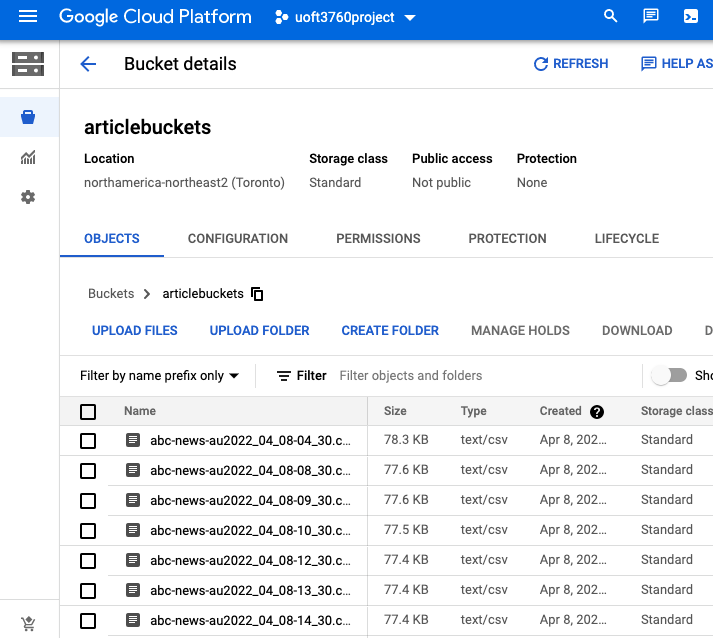 Google Cloud Platform uoft3760project
Bucket details REFRESH HELP AS
articlebuckets
Location Storage class Public access Protection
northamerica-northeast2 (Toronto) Standard Not public None
OBJECTS CONFIGURATION PERMISSIONS PROTECTION LIFECYCLE
Buckets > articlebuckets
UPLOAD FILES UPLOAD FOLDER CREATE FOLDER MANAGE HOLDS DOWNLOAD D
Filter by name prefix only Filter Filter objects and folders Sho
Name Size Type Created ? Storage class
abc-news-au2022_04_08-04_30.c... 78.3 KB text/csv Apr 8, 202... Standard
abc-news-au2022_04_08-08_30.c... 77.6 KB text/csv Apr 8, 202... Standard
abc-news-au2022_04_08-09_30.c... 77.6 KB text/csv Apr 8, 202... Standard
abc-news-au2022_04_08-10_30.c... 77.5 KB text/csv Apr 8, 202... Standard
abc-news-au2022_04_08-12_30.c... 77.4 KB text/csv Apr 8, 202... Standard
abc-news-au2022_04_08-13_30.c... 77.4 KB text/csv Apr 8, 202... Standard
abc-news-au2022_04_08-14_30.c... 77.4 KB text/csv Apr 8, 202... Standard